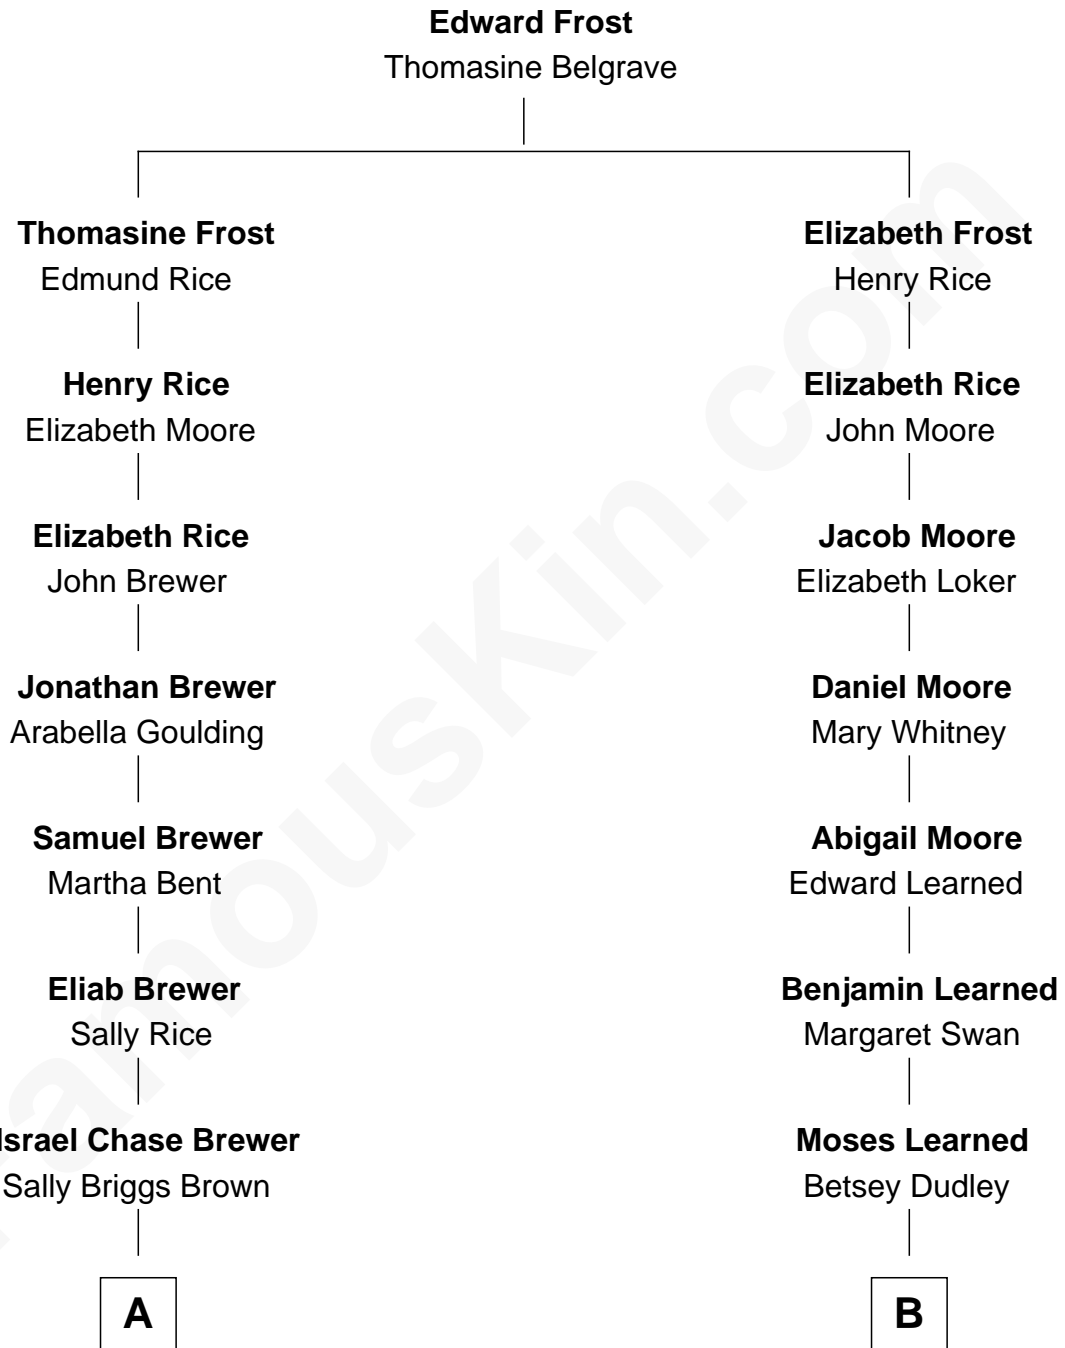 Edward Frost
Thomasine Belgrave
Thomasine Frost
Edmund Rice
Henry Rice
Elizabeth Moore
Elizabeth Rice
John Brewer
Jonathan Brewer
Arabella Goulding
Samuel Brewer
Martha Bent
Eliab Brewer
Sally Rice
Israel Chase Brewer
Sally Briggs Brown
A
Elizabeth Frost
Henry Rice
Elizabeth Rice
John Moore
Jacob Moore
Elizabeth Loker
Daniel Moore
Mary Whitney
Abigail Moore
Edward Learned
Benjamin Learned
Margaret Swan
Moses Learned
Betsey Dudley
B
FamousKin.com